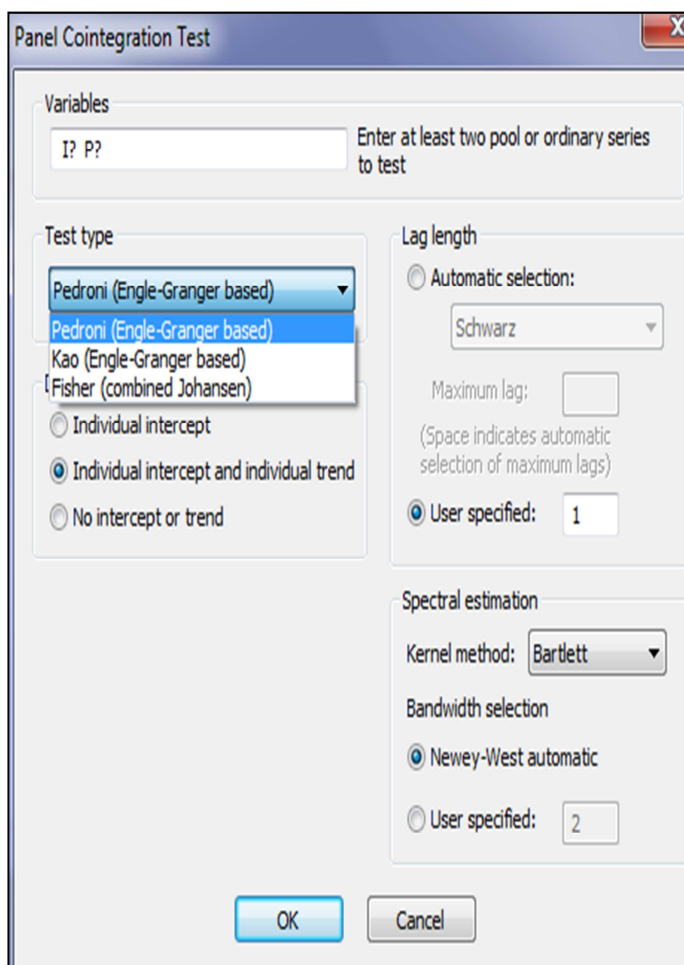 Panel Cointegration Test
X
Variables
I? P?
Enter at least two pool or ordinary series
to test
Test type
Pedroni (Engle-Granger based)
Pedroni (Engle-Granger based)
Kao (Engle-Granger based)
Fisher (combined Johansen)
Individual intercept
Individual intercept and individual trend
No intercept or trend
Lag length
Automatic selection:
Schwarz
Maximum lag:
(Space indicates automatic
selection of maximum lags)
User specified:
1
Spectral estimation
Kernel method:
Bartlett
Bandwidth selection
Newey-West automatic
User specified:
2
OK
Cancel